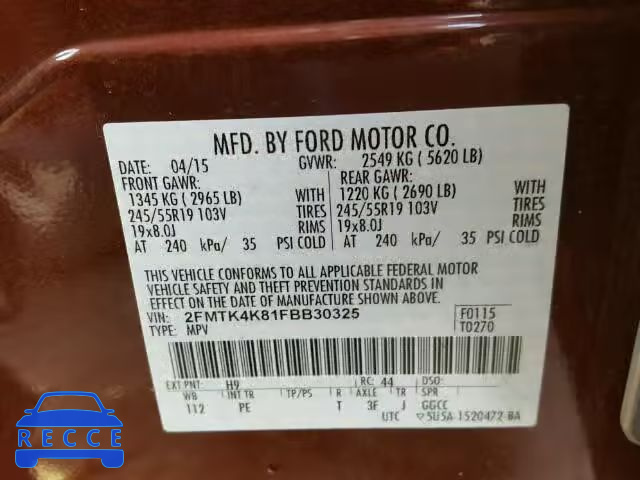 MFD. BY FORD MOTOR CO.
DATE: 04/15 GVWR: 2549 KG ( 5620 LB)
FRONT GAWR: REAR GAWR:
1345 KG ( 2965 LB) WITH 1220 KG ( 2690 LB) WITH
245/55R19 103V TIRES 245/55R19 103V TIRES
19x8.0J RIMS 19x8.0J RIMS
AT 240 kPa/ 35 PSI COLD AT 240 kPa/ 35 PSI COLD
THIS VEHICLE CONFORMS TO ALL APPLICABLE FEDERAL MOTOR
VEHICLE SAFETY AND THEFT PREVENTION STANDARDS IN
EFFECT ON THE DATE OF MANUFACTURE SHOWN ABOVE.
VIN: 2FMTK4K81FBB30325 F0115
TYPE: MPV T0270
EXT PNT: H9 RC: 44 DSO:
WB INT TR TP/PS R AXLE TR SPR
112 PE T 3F J GGCC
UTC 5U5A-1520472-BA
RECCE